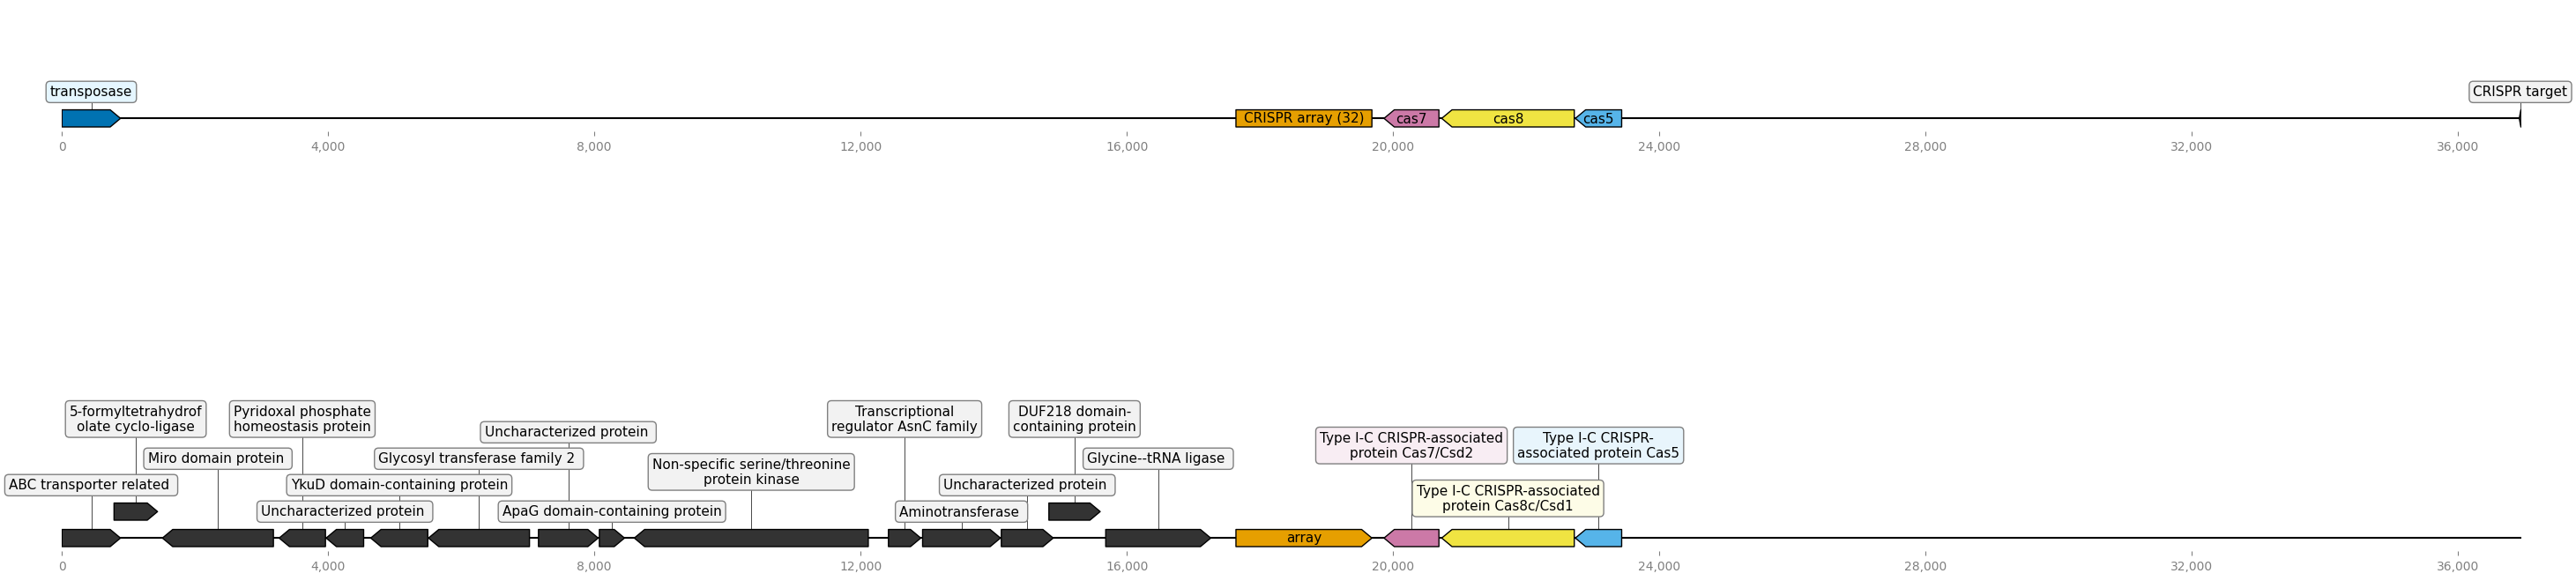 transposase
CRISPR target
CRISPR array (32)
cas7
cas8
cas5
0
4,000
8,000
12,000
16,000
20,000
24,000
28,000
32,000
36,000
5-formyltetrahydrof
olate cyclo-ligase
Pyridoxal phosphate
homeostasis protein
Transcriptional
regulator AsnC family
DUF218 domain-
containing protein
Uncharacterized protein
Type I-C CRISPR-associated
protein Cas7/Csd2
Type I-C CRISPR-
associated protein Cas5
Miro domain protein
Glycosyl transferase family 2
Non-specific serine/threonine
protein kinase
Glycine--tRNA ligase
ABC transporter related
YkuD domain-containing protein
Uncharacterized protein
Type I-C CRISPR-associated
protein Cas8c/Csd1
Uncharacterized protein
ApaG domain-containing protein
Aminotransferase
array
0
4,000
8,000
12,000
16,000
20,000
24,000
28,000
32,000
36,000